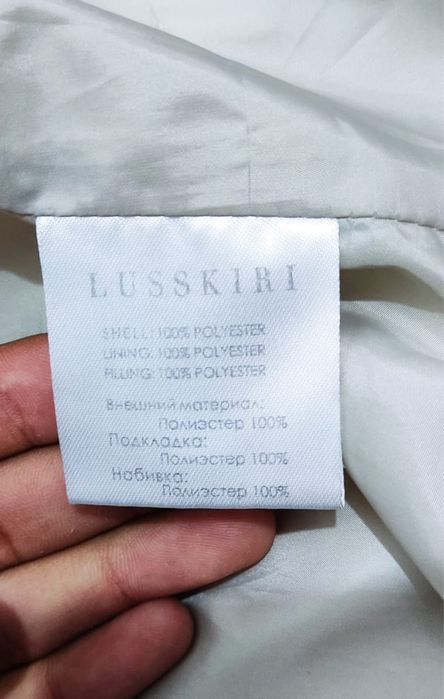 LUSSKIRI
SHELL: 100% POLYESTER
LINING: 100% POLYESTER
FILLING: 100% POLYESTER
Внешний материал:
Полиэстер 100%
Подкладка:
Полиэстер 100%
Набивка:
Полиэстер 100%